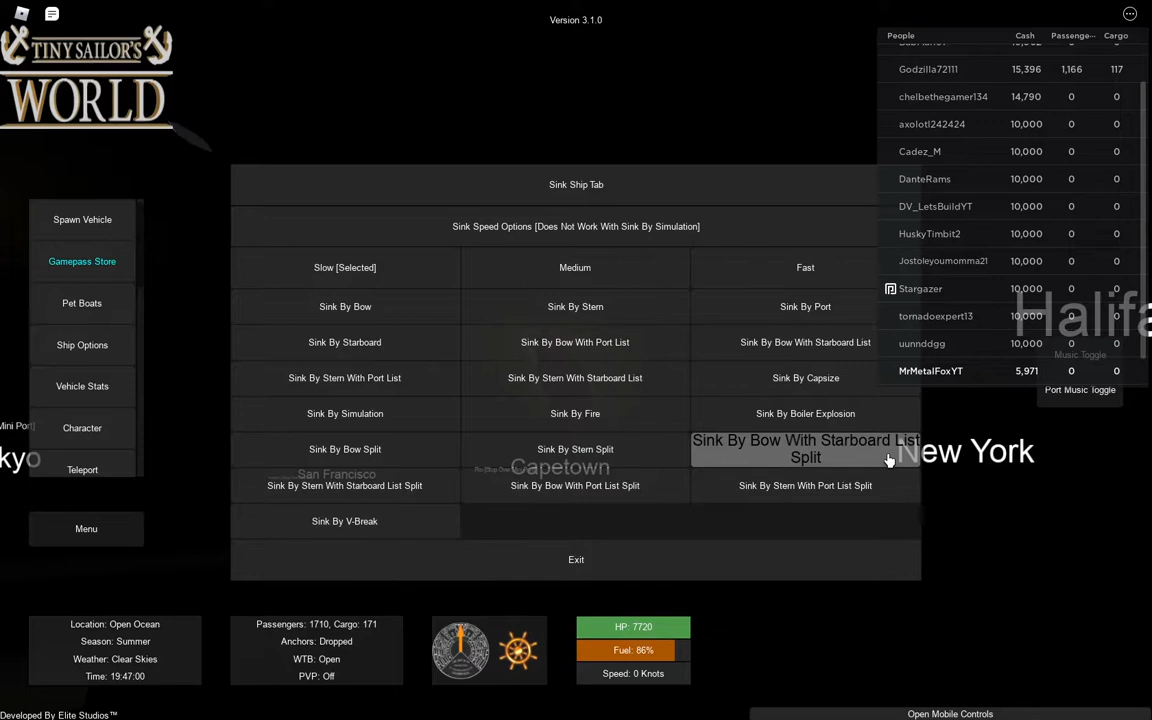 Version 3.1.0
TINY SAILOR'S
WORLD
People Cash Passenge··· Cargo
Godzilla72111 15,396 1,166 117
chelbethegamer134 14,790 0 0
axolotl242424 10,000 0 0
Cadez_M 10,000 0 0
DanteRams 10,000 0 0
DV_LetsBuildYT 10,000 0 0
HuskyTimbit2 10,000 0 0
Jostoleyoumomma21 10,000 0 0
Stargazer 10,000 0 0
tornadoexpert13 10,000 0 0
uunnddgg 10,000 0 0
MrMetalFoxYT 5,971 0 0
Halifa
Music Toggle
Port Music Toggle
Spawn Vehicle
Gamepass Store
Pet Boats
Ship Options
Vehicle Stats
Character
Teleport
Menu
Mini Port]
kyo
Sink Ship Tab
Sink Speed Options [Does Not Work With Sink By Simulation]
Slow [Selected] Medium Fast
Sink By Bow Sink By Stern Sink By Port
Sink By Starboard Sink By Bow With Port List Sink By Bow With Starboard List
Sink By Stern With Port List Sink By Stern With Starboard List Sink By Capsize
Sink By Simulation Sink By Fire Sink By Boiler Explosion
Sink By Bow Split Sink By Stern Split Sink By Bow With Starboard List
Split
New York
San Francisco
Capetown
Sink By Stern With Starboard List Split Sink By Bow With Port List Split Sink By Stern With Port List Split
Sink By V-Break
Exit
Location: Open Ocean
Season: Summer
Weather: Clear Skies
Time: 19:47:00
Passengers: 1710, Cargo: 171
Anchors: Dropped
WTB: Open
PVP: Off
HP: 7720
Fuel: 86%
Speed: 0 Knots
Developed By Elite Studios™
Open Mobile Controls